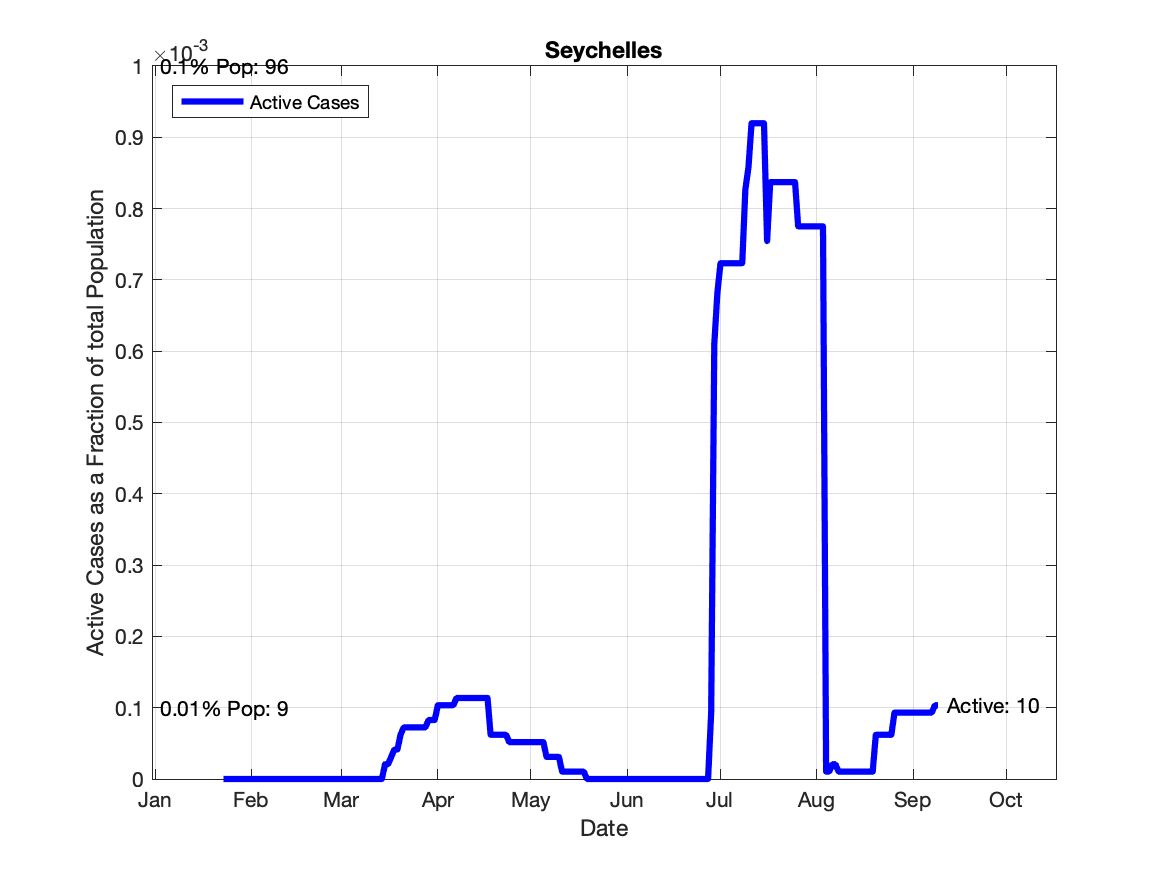 Seychelles
×10-3
0.1% Pop: 96
Active Cases
1
0.9
0.8
0.7
0.6
0.5
0.4
0.3
0.2
0.1
0
0.01% Pop: 9
Active: 10
Active Cases as a Fraction of total Population
Jan Feb Mar Apr May Jun Jul Aug Sep Oct
Date